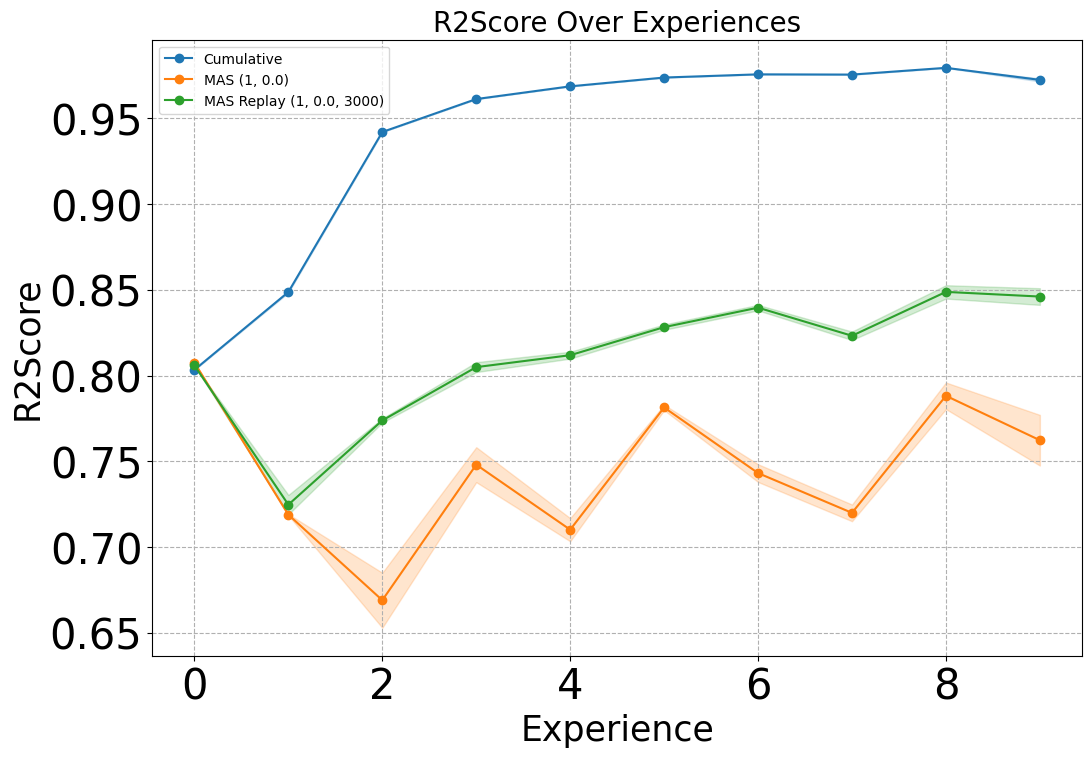 R2Score Over Experiences
Cumulative
MAS (1, 0.0)
MAS Replay (1, 0.0, 3000)
R2Score
0.95
0.90
0.85
0.80
0.75
0.70
0.65
0 2 4 6 8
Experience